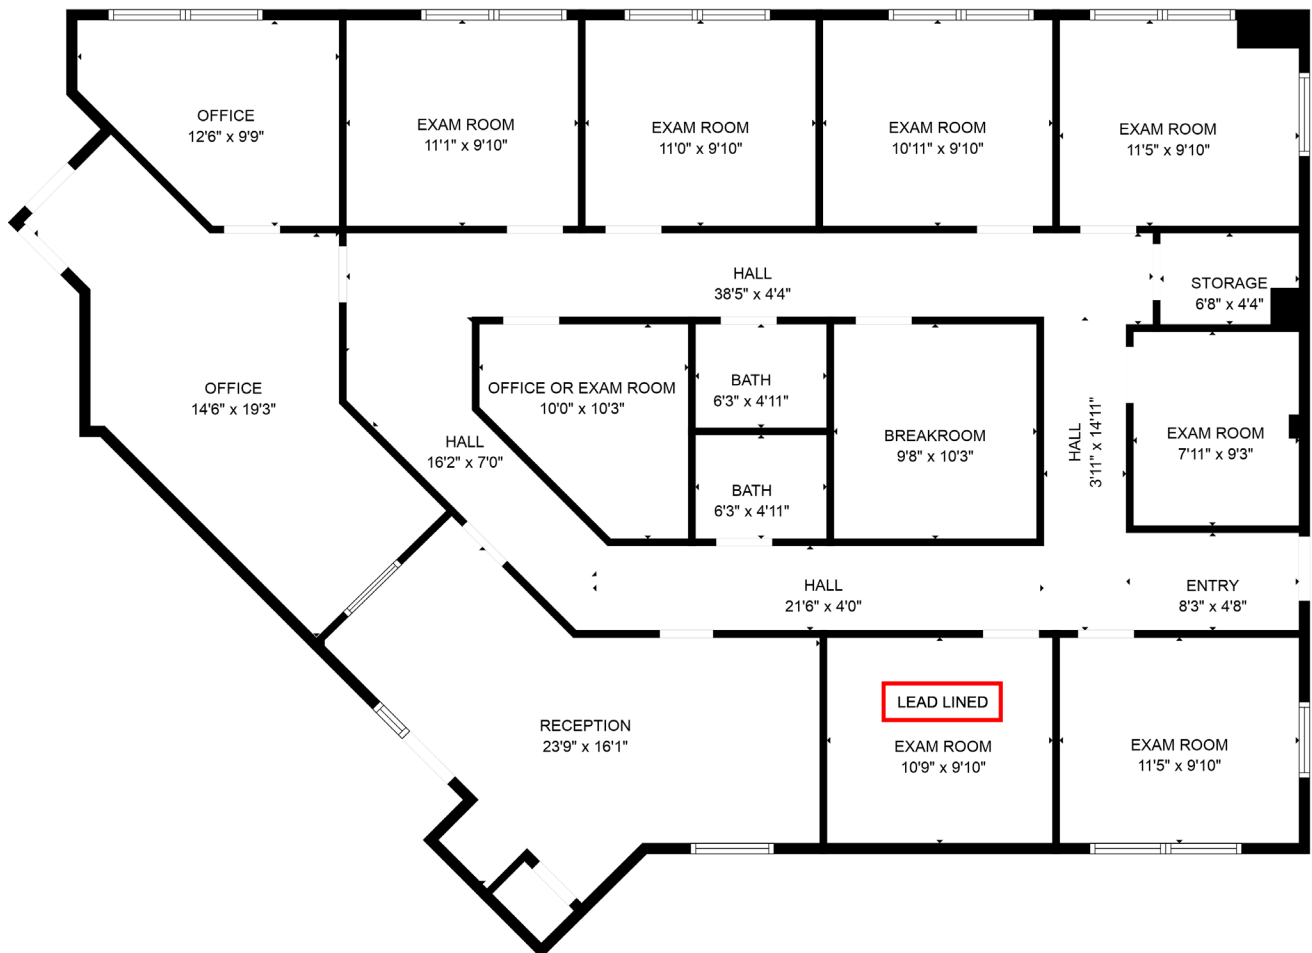 OFFICE
12'6" x 9'9"
EXAM ROOM
11'1" x 9'10"
EXAM ROOM
11'0" x 9'10"
EXAM ROOM
10'11" x 9'10"
EXAM ROOM
11'5" x 9'10"
HALL
38'5" x 4'4"
STORAGE
6'8" x 4'4"
OFFICE
14'6" x 19'3"
OFFICE OR EXAM ROOM
10'0" x 10'3"
BATH
6'3" x 4'11"
HALL
16'2" x 7'0"
BREAKROOM
9'8" x 10'3"
HALL
3'11" x 14'11"
EXAM ROOM
7'11" x 9'3"
BATH
6'3" x 4'11"
HALL
21'6" x 4'0"
ENTRY
8'3" x 4'8"
RECEPTION
23'9" x 16'1"
LEAD LINED
EXAM ROOM
10'9" x 9'10"
EXAM ROOM
11'5" x 9'10"